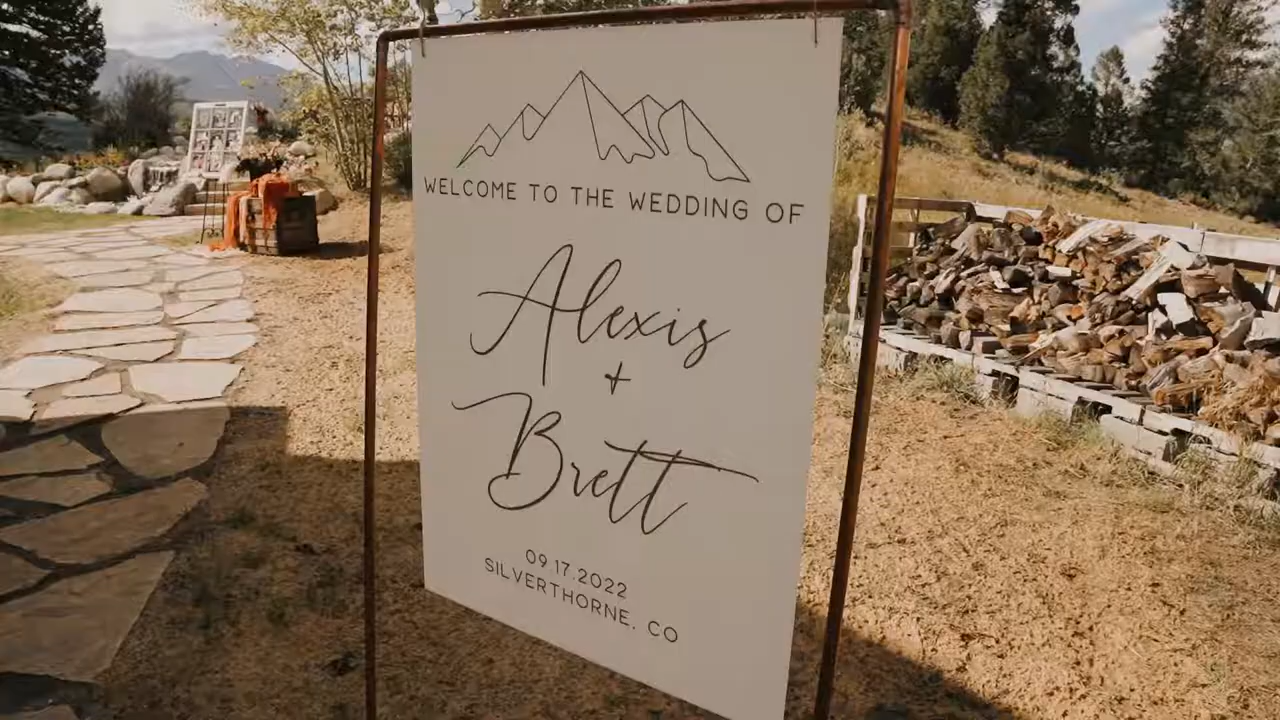 WELCOME TO THE WEDDING OF
Alexis
+
Brett
09.17.2022
SILVERTHORNE, CO